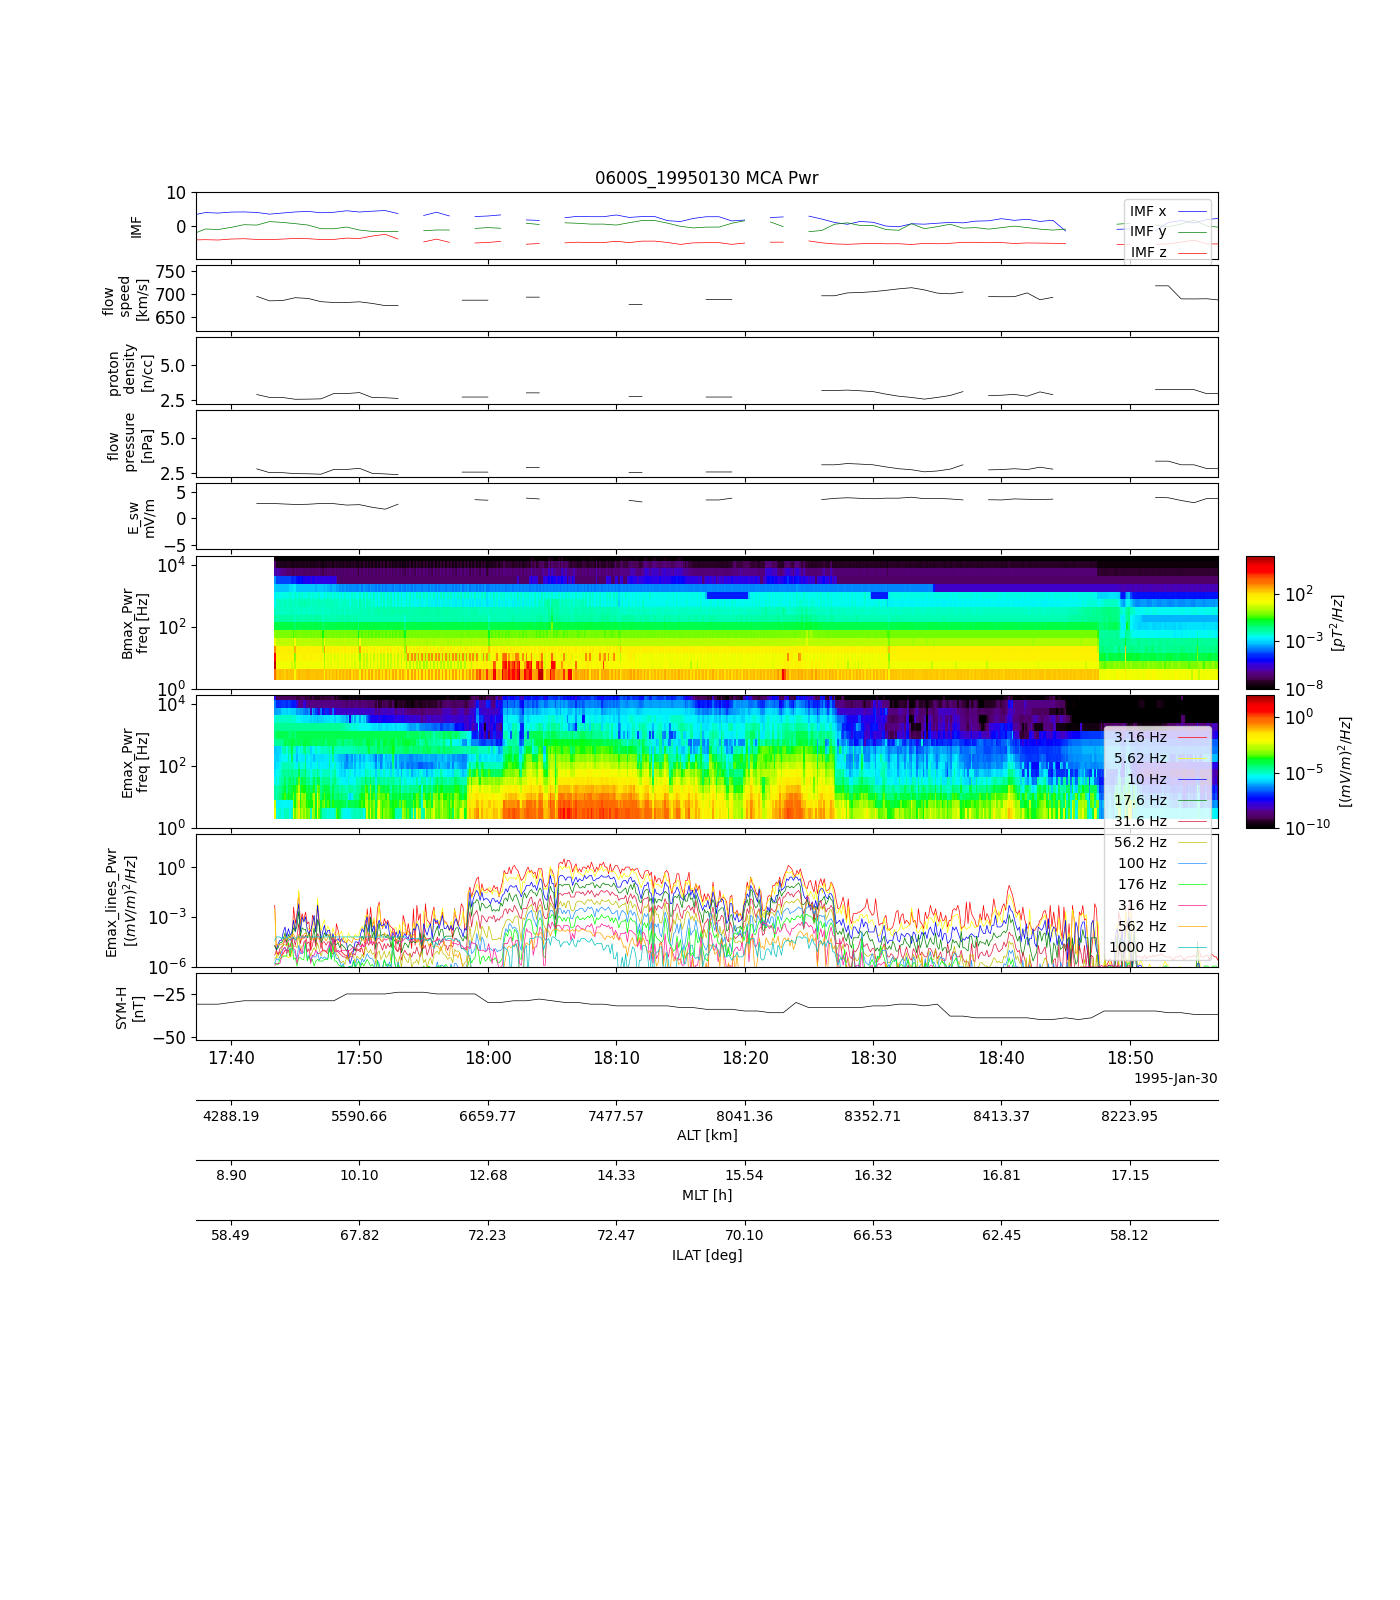 0600S_19950130 MCA Pwr
10
0
IMF
IMF x
IMF y
IMF z
750
700
650
flow
speed
[km/s]
5.0
2.5
proton
density
[n/cc]
5.0
2.5
flow
pressure
[nPa]
5
0
−5
E_sw
mV/m
10^4
10^2
10^0
Bmax_Pwr
freq [Hz]
10^2
10^-3
10^-8
[pT^2/Hz]
10^4
10^2
10^0
Emax_Pwr
freq [Hz]
10^0
10^-5
10^-10
[(mV/m)^2/Hz]
3.16 Hz
5.62 Hz
10 Hz
17.6 Hz
31.6 Hz
56.2 Hz
100 Hz
176 Hz
316 Hz
562 Hz
1000 Hz
10^0
10^-3
10^-6
Emax_lines_Pwr
[(mV/m)^2/Hz]
−25
−50
SYM-H
[nT]
17:40 17:50 18:00 18:10 18:20 18:30 18:40 18:50
1995-Jan-30
4288.19 5590.66 6659.77 7477.57 8041.36 8352.71 8413.37 8223.95
ALT [km]
8.90 10.10 12.68 14.33 15.54 16.32 16.81 17.15
MLT [h]
58.49 67.82 72.23 72.47 70.10 66.53 62.45 58.12
ILAT [deg]